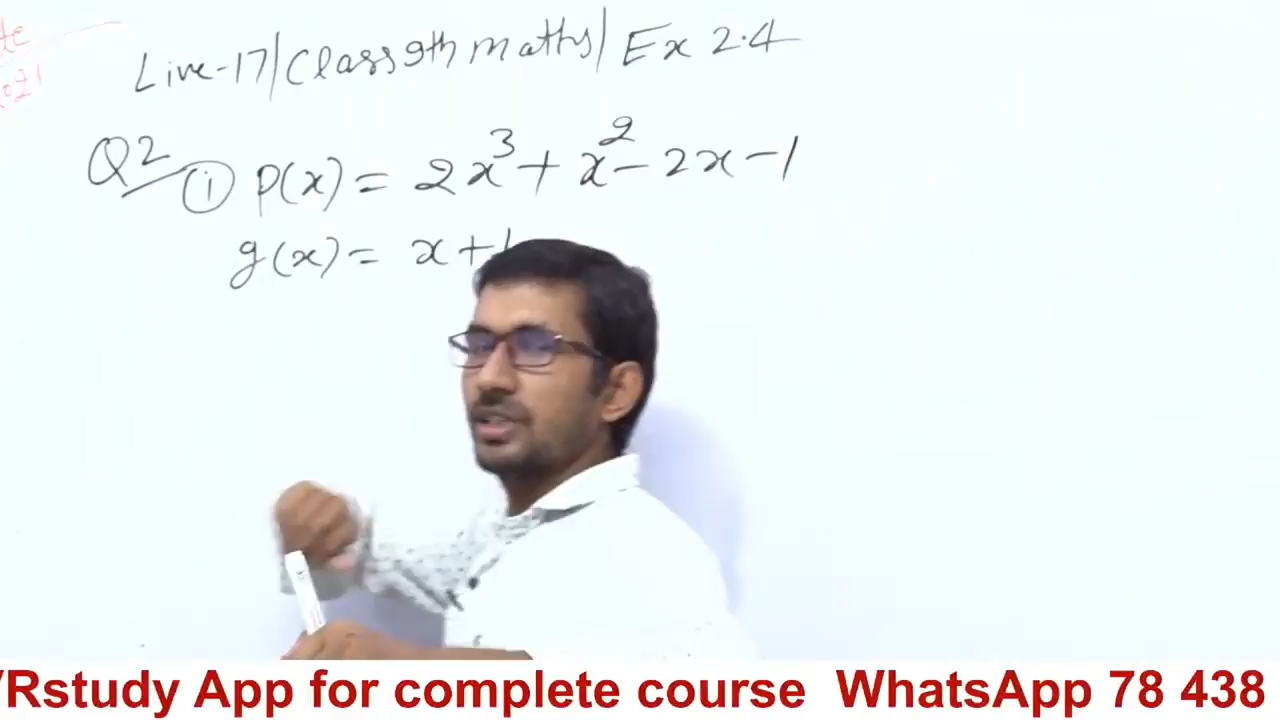 Live-17/Class 9th maths/ Ex 2.4
Q2 (i) p(x) = 2x³ + x² - 2x - 1
g(x) = x + 1
Rstudy App for complete course WhatsApp 78 438